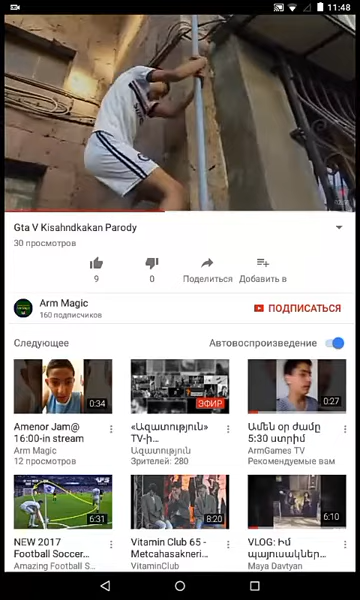 11:48
Gta V Kisahndkakan Parody
30 просмотров
9
0
Поделиться
Добавить в
Arm Magic
160 подписчиков
ПОДПИСАТЬСЯ
Следующее
Автовоспроизведение
0:34
ЭФИР
0:27
Amenor Jam@
16:00-in stream
Arm Magic
12 просмотров
«Ազատություն»
TV-ի...
Ազատություն
Зрителей: 280
Ամեն օր ժամը
5:30 ստրիմ
ArmGames TV
Рекомендуемые вам
6:31
8:20
6:10
NEW 2017
Football Soccer...
Amazing Football S...
Vitamin Club 65 -
Metcahasakneri...
VitaminClub
VLOG: Իմ
պայուսակներ...
Maya Davtyan